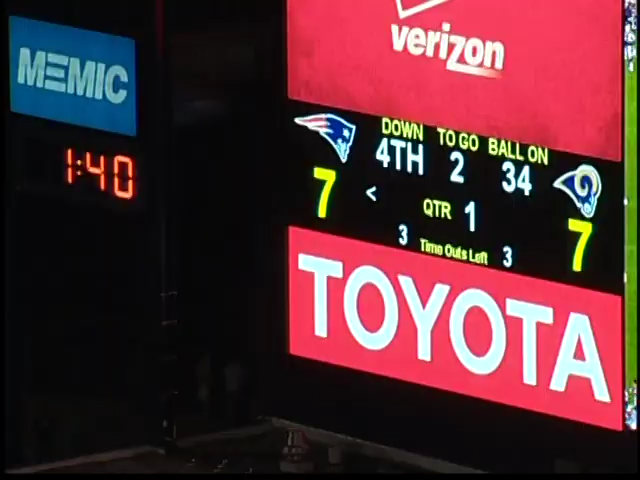 MEMIC
1:40
verizon
DOWN TO GO BALL ON
4TH 2 34
7 < QTR 1 7
3 Time Outs Left 3
TOYOTA